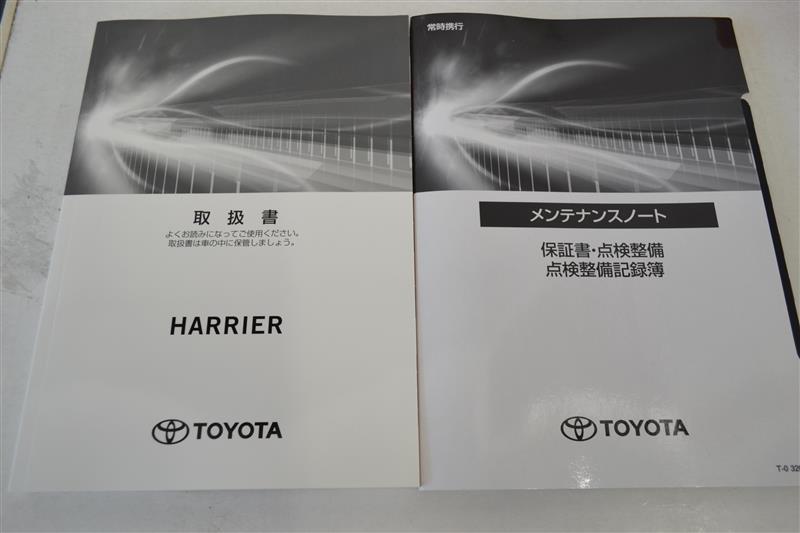 取扱書
よくお読みになってご使用ください。
取扱書は車の中に保管しましょう。
HARRIER
TOYOTA
常時携行
メンテナンスノート
保証書・点検整備
点検整備記録簿
TOYOTA